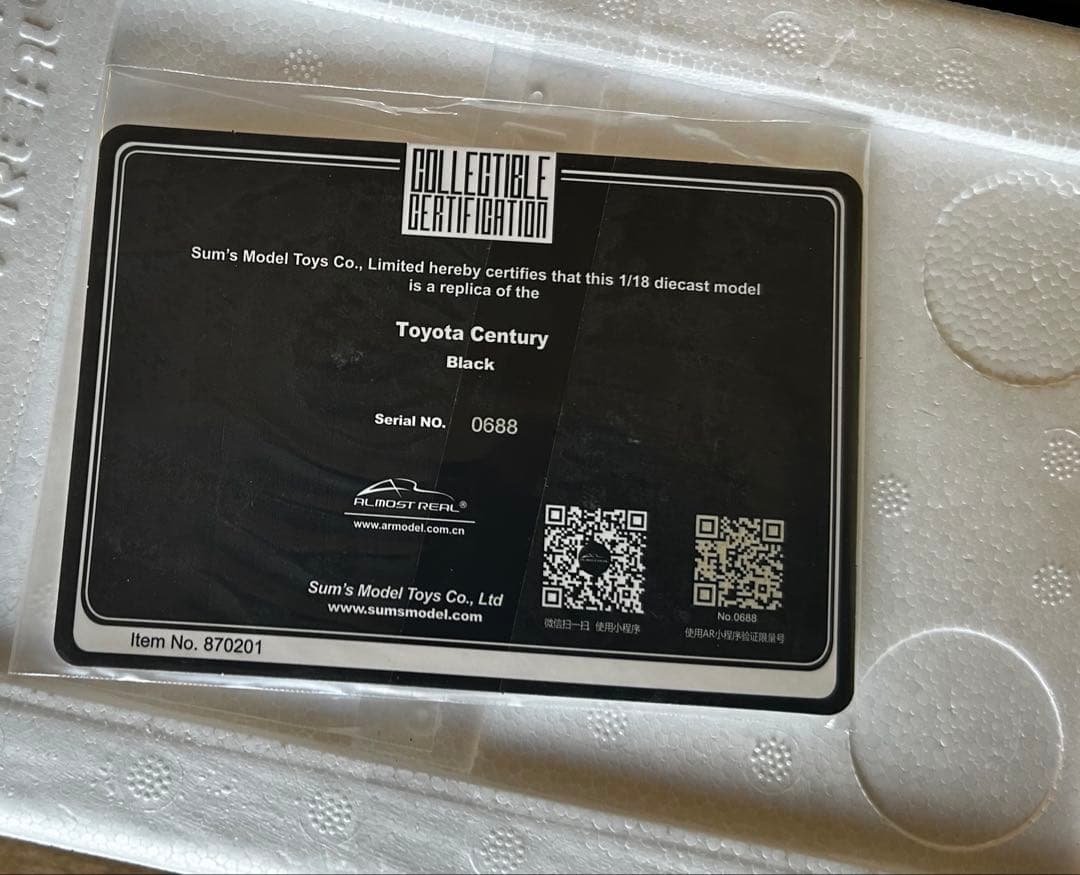 COLLECTIBLE
CERTIFICATION
Sum's Model Toys Co., Limited hereby certifies that this 1/18 diecast model
is a replica of the
Toyota Century
Black
Serial NO. 0688
ALMOST REAL®
www.armodel.com.cn
Sum's Model Toys Co., Ltd
www.sumsmodel.com
微信扫一扫 使用小程序
No.0688
使用AR小程序验证限量号
Item No. 870201